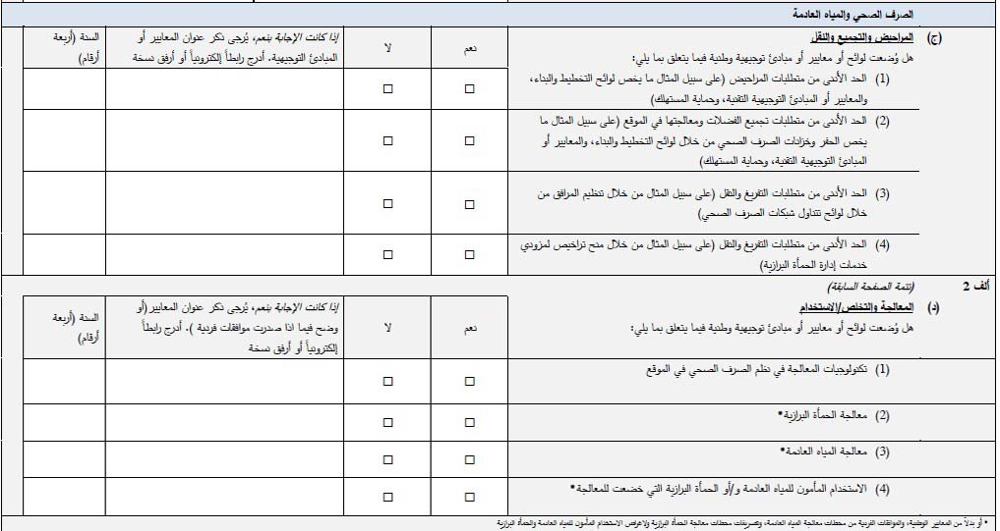 الصرف الصحي والمياه العادمة
(ج) المراحيض والتجميع والنقل
هل وُضعت لوائح أو معايير أو مبادئ توجيهية وطنية فيما يتعلق بما يلي:
نعم
لا
إذا كانت الإجابة بنعم، يُرجى ذكر عنوان المعايير أو
المبادئ التوجيهية. أدرج رابطاً إلكترونياً أو أرفق نسخة
السنة (أربعة
أرقام)
(1) الحد الأدنى من متطلبات المراحيض (على سبيل المثال ما يخص لوائح التخطيط والبناء،
والمعايير أو المبادئ التوجيهية التقنية، وحماية المستهلك)
☐ ☐
(2) الحد الأدنى من متطلبات تجميع الفضلات ومعالجتها في الموقع (على سبيل المثال ما
يخص الحفر وخزانات الصرف الصحي من خلال لوائح التخطيط والبناء، والمعايير أو
المبادئ التوجيهية التقنية، وحماية المستهلك)
☐ ☐
(3) الحد الأدنى من متطلبات التفريغ والنقل (على سبيل المثال من خلال تنظيم المرافق من
خلال لوائح تتناول شبكات الصرف الصحي)
☐ ☐
(4) الحد الأدنى من متطلبات التفريغ والنقل (على سبيل المثال من خلال منح تراخيص لمزودي
خدمات إدارة الحمأة البرازية)
☐ ☐
ألف 2 (تتمة الصفحة السابقة)
(د) المعالجة والتخلص/الاستخدام
هل وُضعت لوائح أو معايير أو مبادئ توجيهية وطنية فيما يتعلق بما يلي:
نعم
لا
إذا كانت الإجابة بنعم، يُرجى ذكر عنوان المعايير (أو
وضح فيما اذا صدرت موافقات فردية ). أدرج رابطاً
إلكترونياً أو أرفق نسخة
السنة (أربعة
أرقام)
(1) تكنولوجيات المعالجة في نظم الصرف الصحي في الموقع
☐ ☐
(2) معالجة الحمأة البرازية*
☐ ☐
(3) معالجة المياه العادمة*
☐ ☐
(4) الاستخدام المأمون للمياه العادمة و/أو الحمأة البرازية التي خضعت للمعالجة*
☐ ☐
* أو بدلاً من المعايير الوطنية، والموافقات الفردية من محطات معالجة المياه العادمة، وتصريفات محطات معالجة الحمأة البرازية ولاغراض الاستخدام المأمون للمياه العادمة والحمأة البرازية